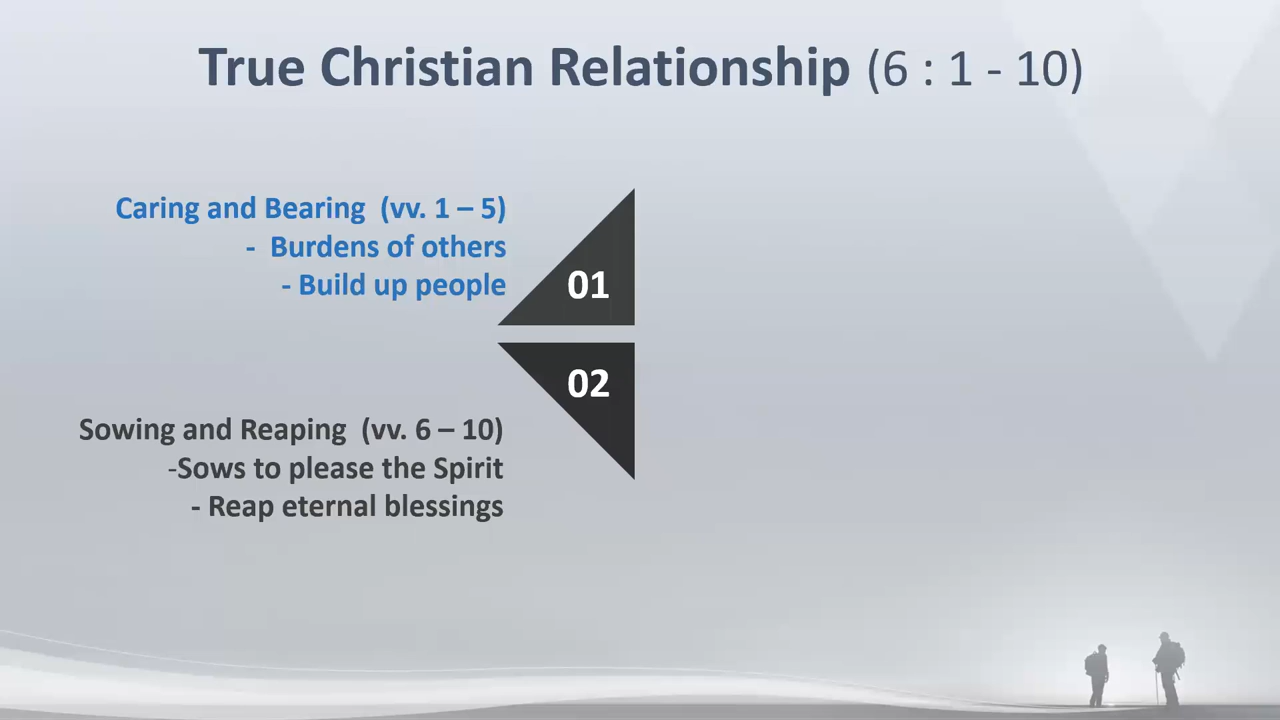 True Christian Relationship (6 : 1 - 10)
Caring and Bearing (vv. 1 – 5)
- Burdens of others
- Build up people
01
02
Sowing and Reaping (vv. 6 – 10)
-Sows to please the Spirit
- Reap eternal blessings